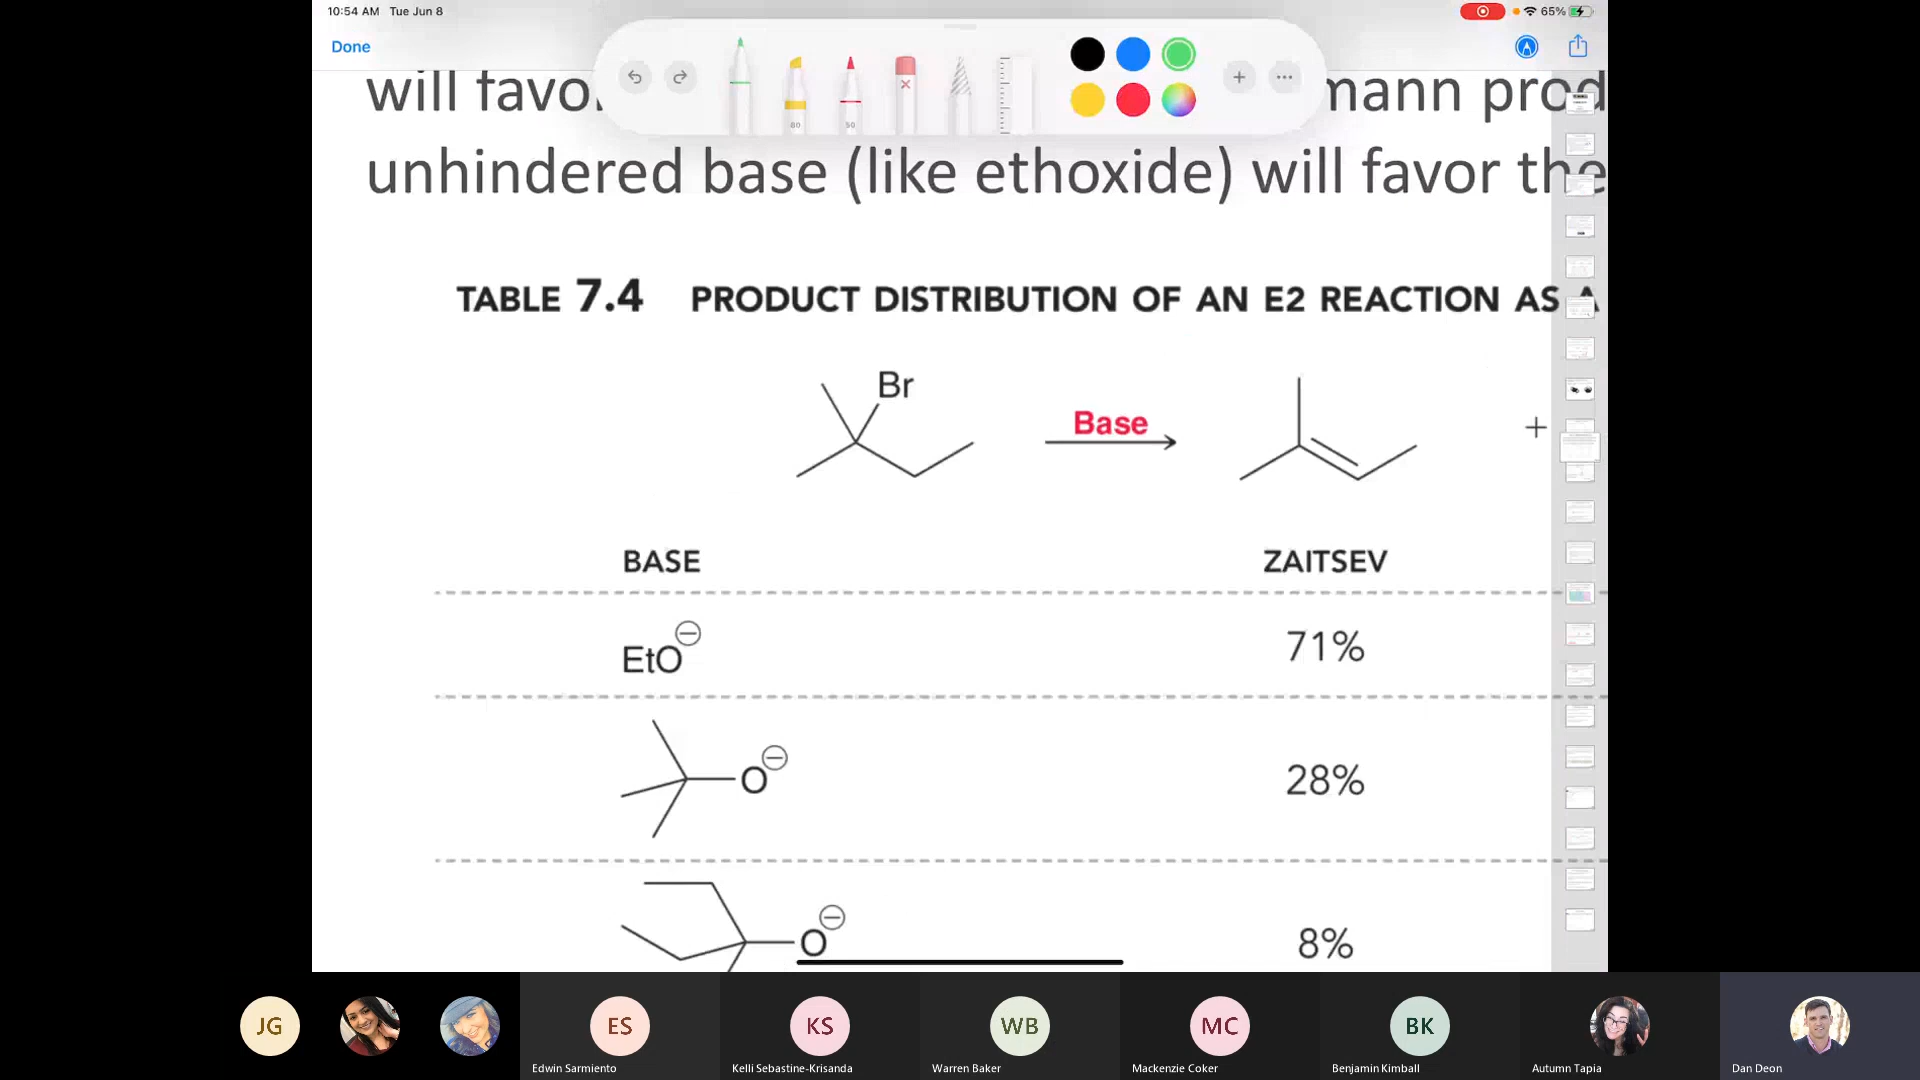 10:54 AM Tue Jun 8
65%
Done
80
50
will favo
mann prod
unhindered base (like ethoxide) will favor the
TABLE 7.4 PRODUCT DISTRIBUTION OF AN E2 REACTION AS A
Br
Base
+
BASE ZAITSEV
EtO⊖ 71%
O⊖ 28%
O⊖ 8%
JG ES KS WB MC BK
Edwin Sarmiento Kelli Sebastine-Krisanda Warren Baker Mackenzie Coker Benjamin Kimball Autumn Tapia Dan Deon